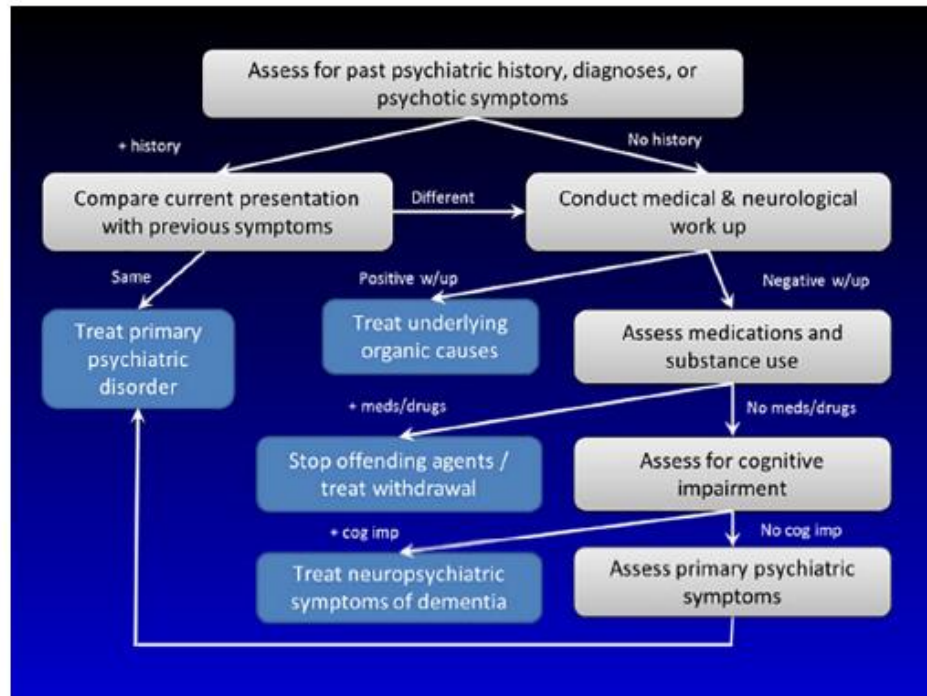 Assess for past psychiatric history, diagnoses, or
psychotic symptoms
+ history
No history
Compare current presentation
with previous symptoms
Different
Conduct medical & neurological
work up
Same
Positive w/up
Negative w/up
Treat primary
psychiatric
disorder
Treat underlying
organic causes
Assess medications and
substance use
+ meds/drugs
No meds/drugs
Stop offending agents /
treat withdrawal
Assess for cognitive
impairment
+ cog imp
No cog imp
Treat neuropsychiatric
symptoms of dementia
Assess primary psychiatric
symptoms